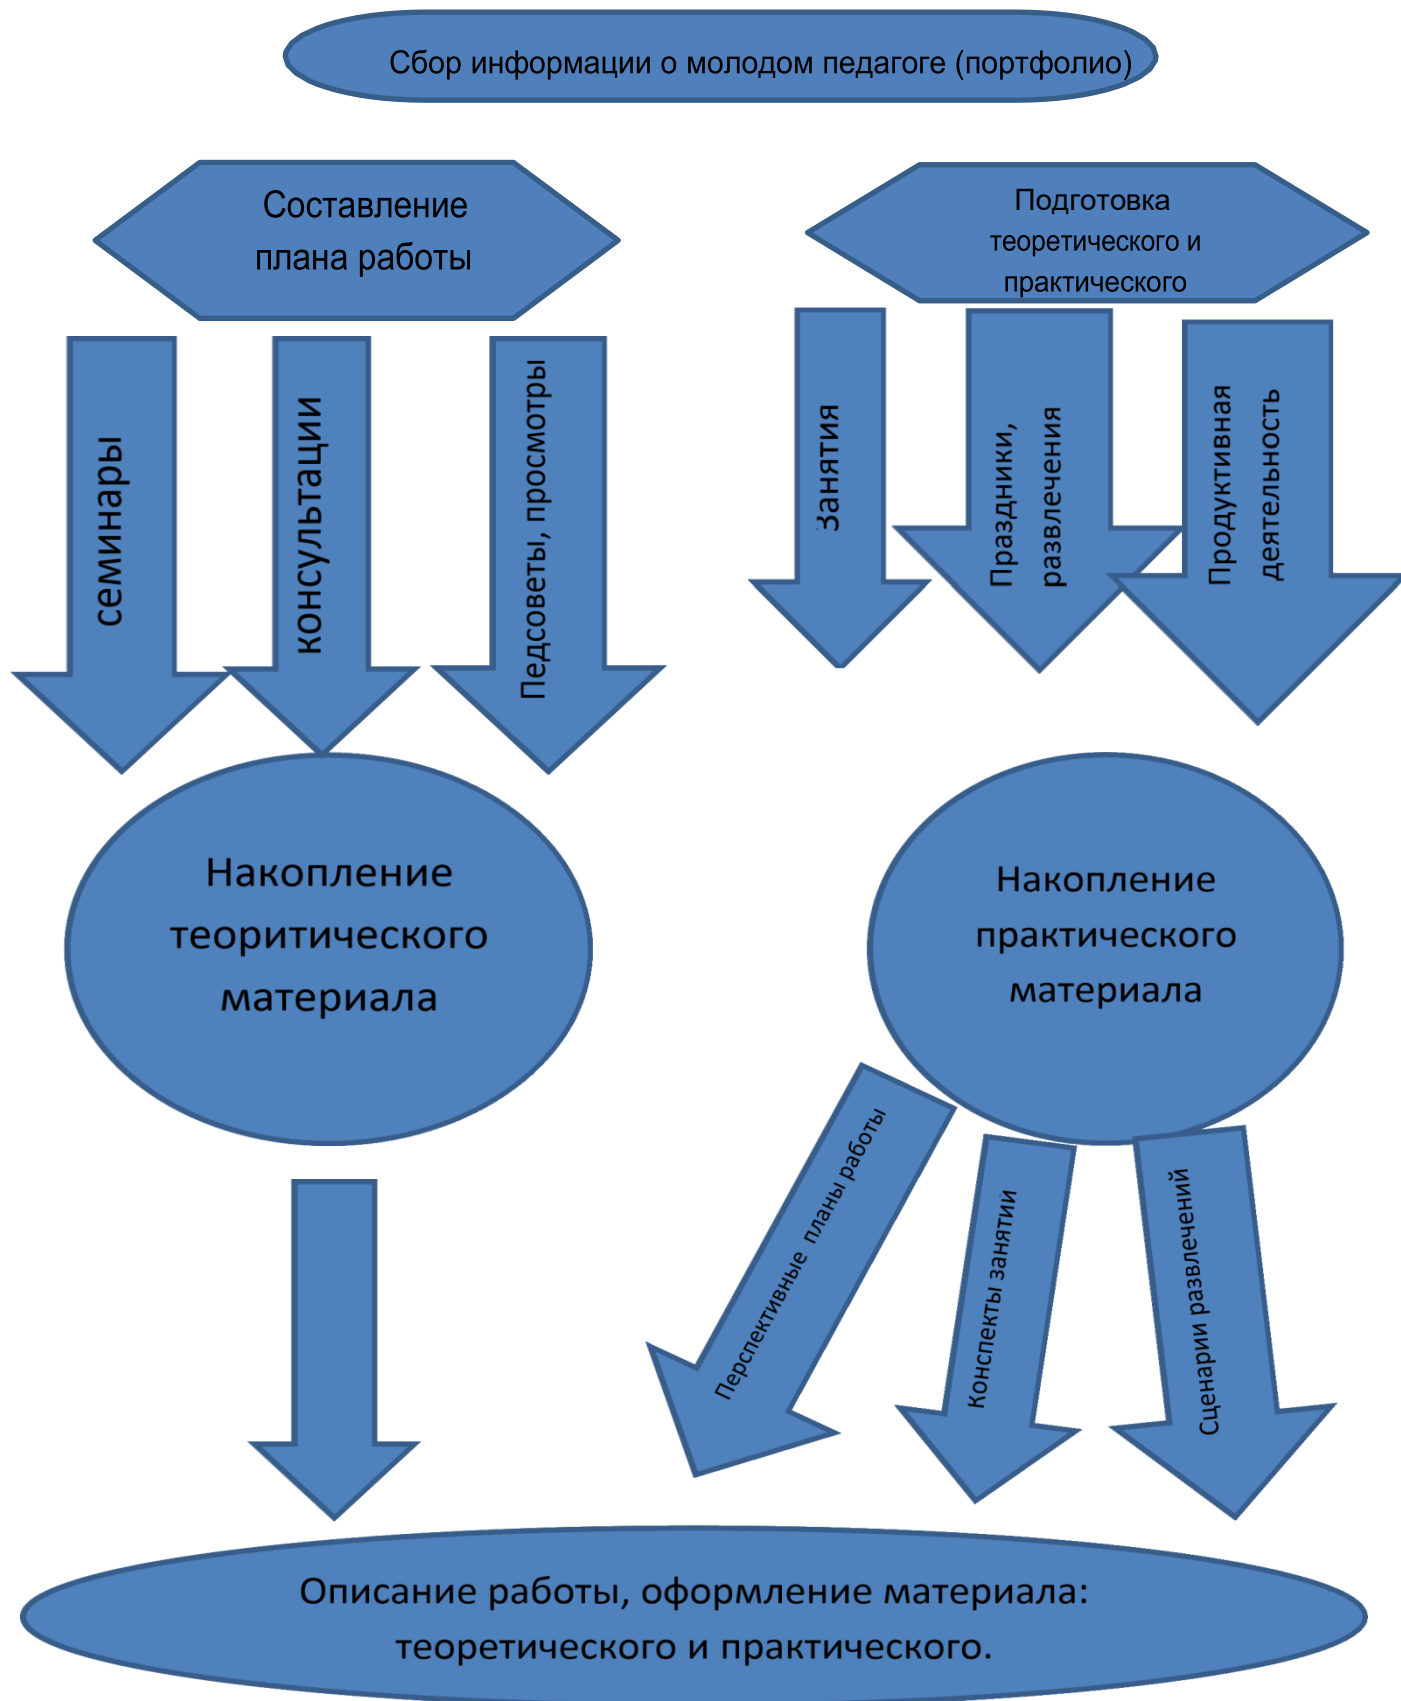 Сбор информации о молодом педагоге (портфолио)
Составление
плана работы
Подготовка
теоретического и
практического
семинары
консультации
Педсоветы, просмотры
Занятия
Праздники,
развлечения
Продуктивная
деятельность
Накопление
теоритического
материала
Накопление
практического
материала
Перспективные планы работы
конспекты занятий
Сценарии развлечений
Описание работы, оформление материала:
теоретического и практического.